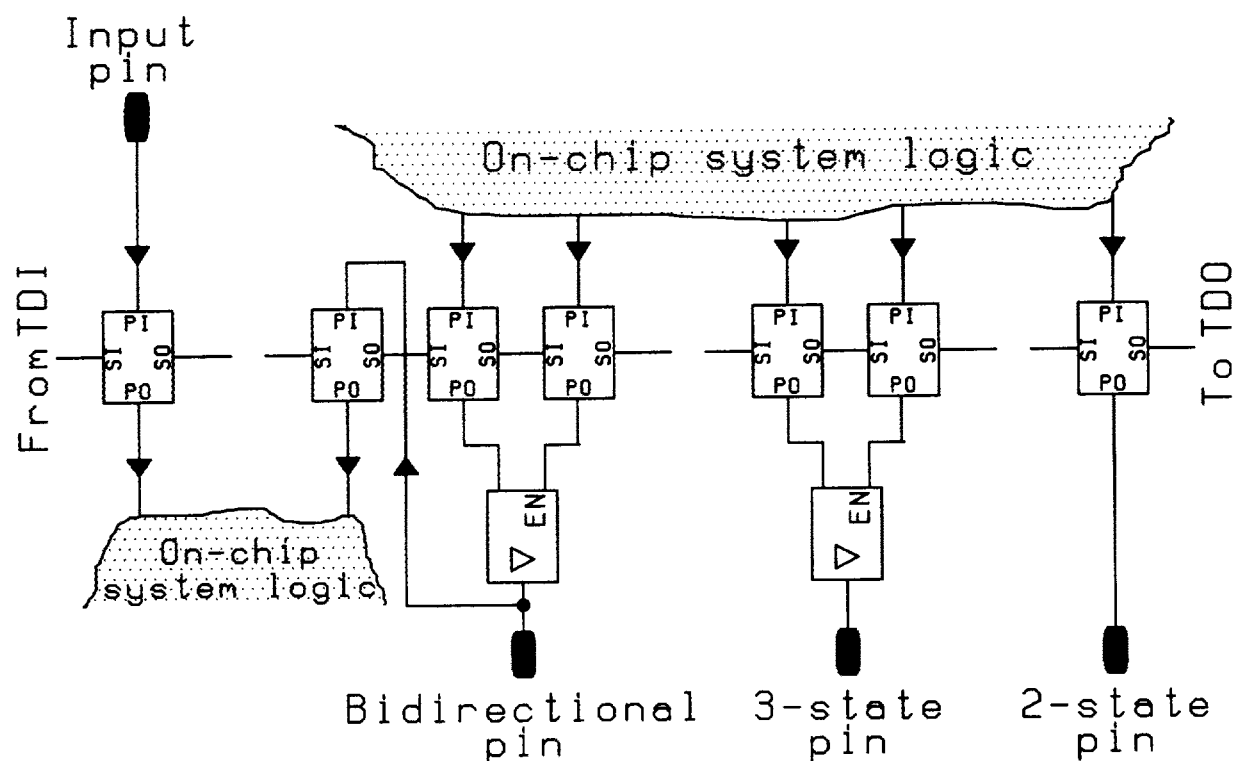 Input
pin
On-chip system logic
From TDI
PI
SI
SO
PO
PI
SI
SO
PO
PI
SI
SO
PO
PI
SI
SO
PO
PI
SI
SO
PO
PI
SI
SO
PO
PI
SI
SO
PO
To TDO
EN
EN
On-chip
system logic
Bidirectional
pin
3-state
pin
2-state
pin